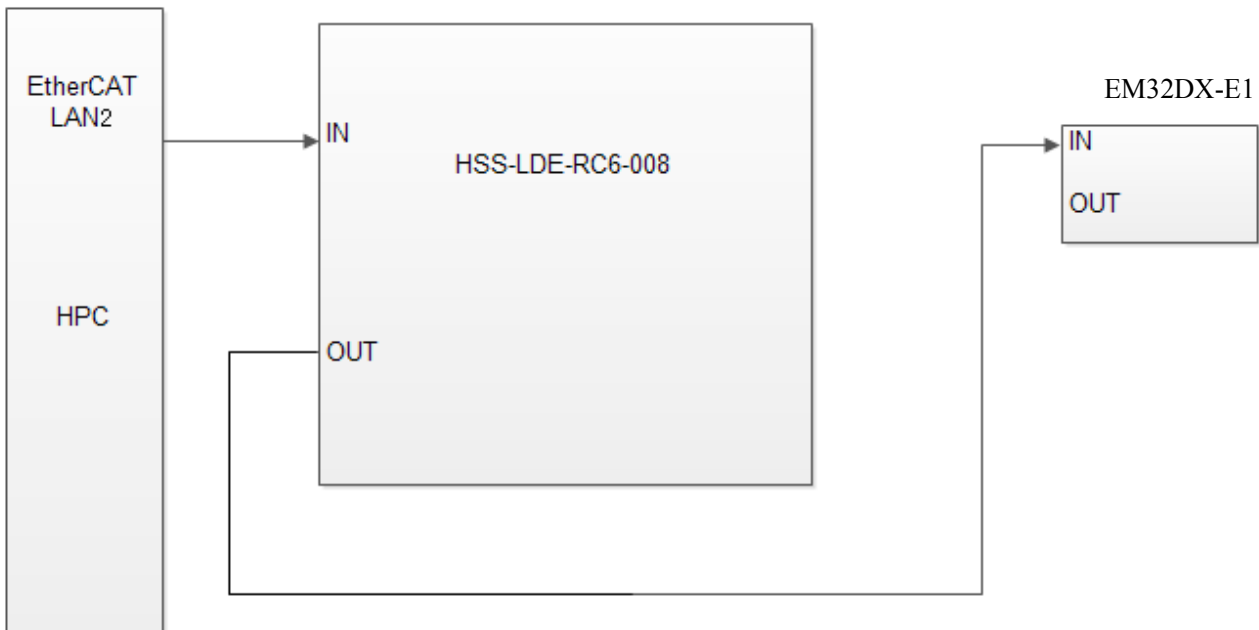 EtherCAT
LAN2
HPC
IN
HSS-LDE-RC6-008
OUT
EM32DX-E1
IN
OUT